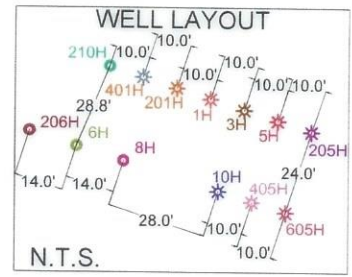 WELL LAYOUT
210H
10.0'
10.0'
401H
10.0'
10.0'
201H
10.0'
10.0'
28.8'
1H
3H
5H
206H
6H
8H
205H
14.0'
14.0'
10H
24.0'
405H
28.0'
10.0'
605H
10.0'
N.T.S.